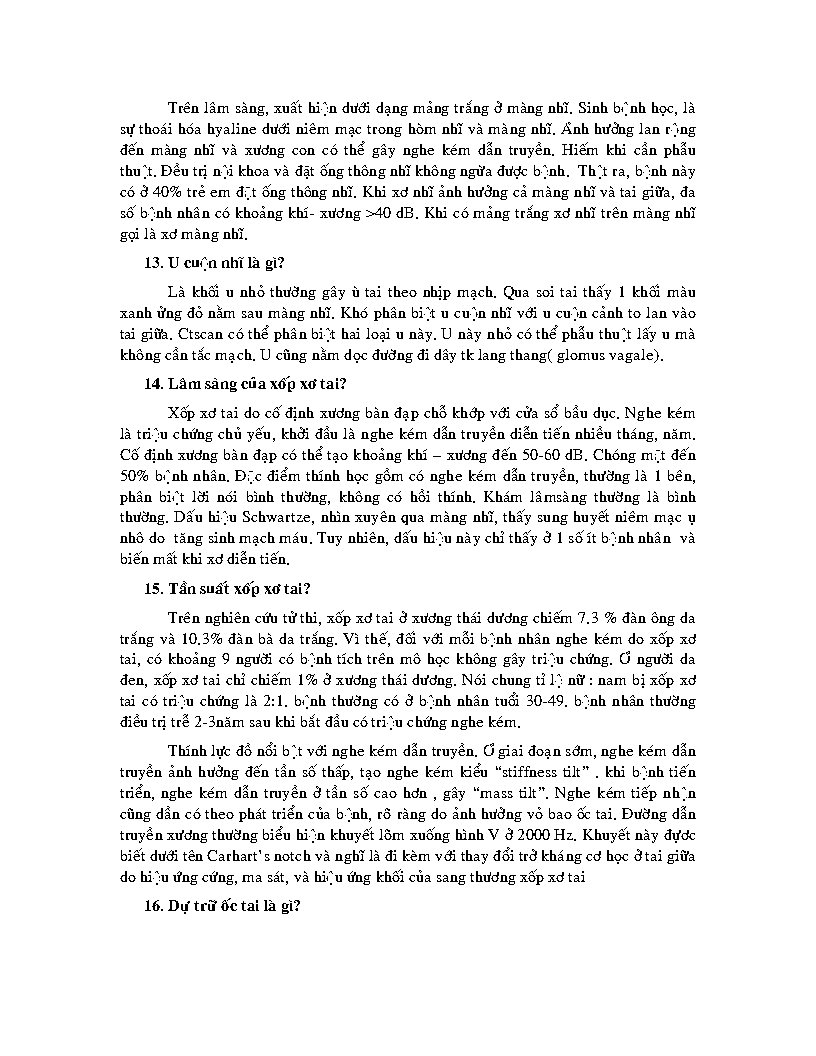 Trên lâm sàng, xuất hiện dưới dạng mảng trắng ở màng nhĩ. Sinh bệnh học, là
sự thoái hóa hyaline dưới niêm mạc trong hòm nhĩ và màng nhĩ. Ảnh hưởng lan rộng
đến màng nhĩ và xương con có thể gây nghe kém dẫn truyền. Hiếm khi cần phẫu
thuật. Đều trị nội khoa và đặt ống thông nhĩ không ngừa được bệnh. Thật ra, bệnh này
có ở 40% trẻ em đặt ống thông nhĩ. Khi xơ nhĩ ảnh hưởng cả màng nhĩ và tai giữa, đa
số bệnh nhân có khoảng khí- xương >40 dB. Khi có mảng trắng xơ nhĩ trên màng nhĩ
gọi là xơ màng nhĩ.
13. U cuộn nhĩ là gì?
Là khối u nhỏ thường gây ù tai theo nhịp mạch. Qua soi tai thấy 1 khối màu
xanh ửng đỏ nằm sau màng nhĩ. Khó phân biệt u cuộn nhĩ với u cuộn cảnh to lan vào
tai giữa. Ctscan có thể phân biệt hai loại u này. U này nhỏ có thể phẫu thuật lấy u mà
không cần tắc mạch. U cũng nằm dọc đường đi dây tk lang thang( glomus vagale).
14. Lâm sàng của xốp xơ tai?
Xốp xơ tai do cố định xương bàn đạp chỗ khớp với cửa sổ bầu dục. Nghe kém
là triệu chứng chủ yếu, khởi đầu là nghe kém dẫn truyền diễn tiến nhiều tháng, năm.
Cố định xương bàn đạp có thể tạo khoảng khí – xương đến 50-60 dB. Chóng mặt đến
50% bệnh nhân. Đặc điểm thính học gồm có nghe kém dẫn truyền, thường là 1 bên,
phân biệt lời nói bình thường, không có hồi thính. Khám lâmsàng thường là bình
thường. Dấu hiệu Schwartze, nhìn xuyên qua màng nhĩ, thấy sung huyết niêm mạc ụ
nhô do tăng sinh mạch máu. Tuy nhiên, dấu hiệu này chỉ thấy ở 1 số ít bệnh nhân và
biến mất khi xơ diễn tiến.
15. Tần suất xốp xơ tai?
Trên nghiên cứu tử thi, xốp xơ tai ở xương thái dương chiếm 7.3 % đàn ông da
trắng và 10.3% đàn bà da trắng. Vì thế, đối với mỗi bệnh nhân nghe kém do xốp xơ
tai, có khoảng 9 người có bệnh tích trên mô học không gây triệu chứng. Ở người da
đen, xốp xơ tai chỉ chiếm 1% ở xương thái dương. Nói chung tỉ lệ nữ : nam bị xốp xơ
tai có triệu chứng là 2:1. bệnh thường có ở bệnh nhân tuổi 30-49. bệnh nhân thường
điều trị trễ 2-3năm sau khi bắt đầu có triệu chứng nghe kém.
Thính lực đồ nổi bật với nghe kém dẫn truyền. Ở giai đoạn sớm, nghe kém dẫn
truyền ảnh hưởng đến tần số thấp, tạo nghe kém kiểu “stiffness tilt” . khi bệnh tiến
triển, nghe kém dẫn truyền ở tần số cao hơn , gây “mass tilt”. Nghe kém tiếp nhận
cũng dần có theo phát triển của bệnh, rõ ràng do ảnh hưởng vỏ bao ốc tai. Đường dẫn
truyền xương thường biểu hiện khuyết lõm xuống hình V ở 2000 Hz. Khuyết này đựơc
biết dưới tên Carhart’s notch và nghĩ là đi kèm với thay đổi trở kháng cơ học ở tai giữa
do hiệu ứng cứng, ma sát, và hiệu ứng khối của sang thương xốp xơ tai
16. Dự trữ ốc tai là gì?